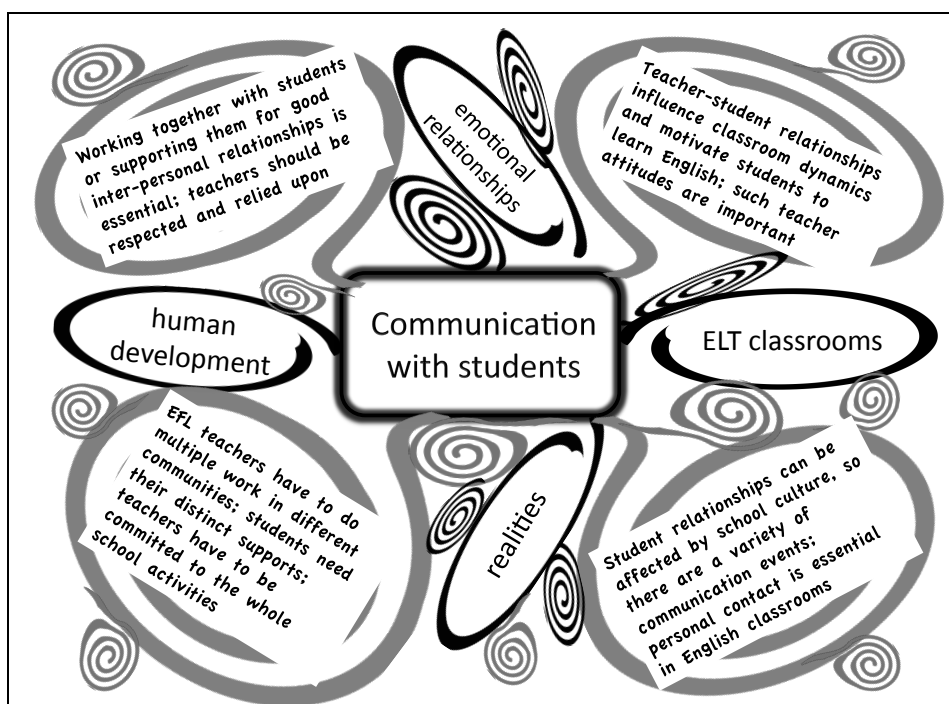 Working together with students
or supporting them for good
inter-personal relationships is
essential; teachers should be
respected and relied upon
emotional
relationships
Teacher-student relationships
influence classroom dynamics
and motivate students to
learn English; such teacher
attitudes are important
human
development
Communication
with students
ELT classrooms
EFL teachers have to do
multiple work in different
communities; students need
their distinct supports;
teachers have to be
committed to the whole
school activities
realities
Student relationships can be
affected by school culture, so
there are a variety of
communication events;
personal contact is essential
in English classrooms